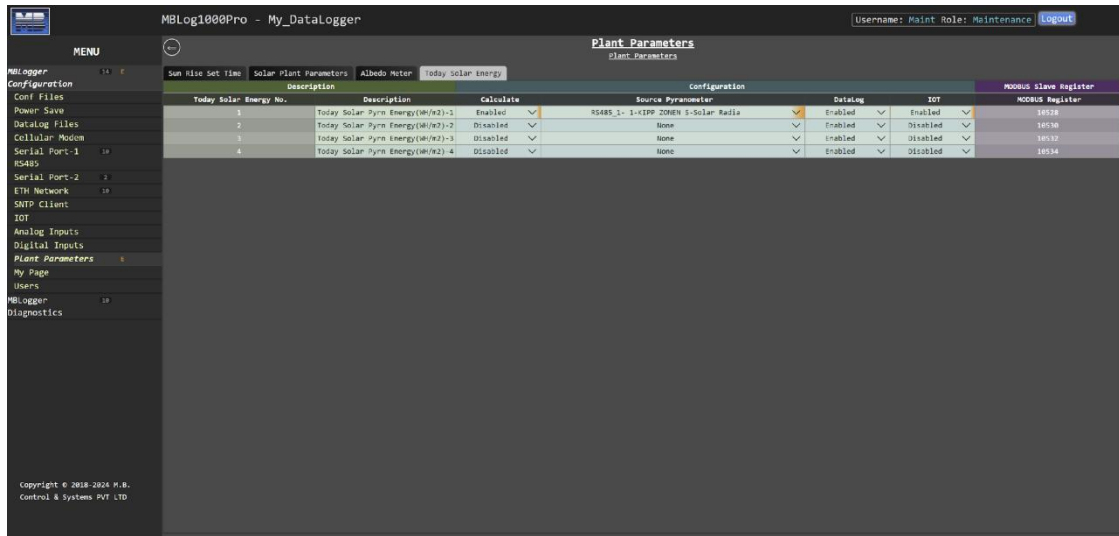 MBLog1000Pro - My_DataLogger
Username: Maint Role: Maintenance Logout
MENU
Plant Parameters
Plant Parameters
MBLogger
Configuration
Conf Files
Power Save
DataLog Files
Cellular Modem
Serial Port-1 10
RS485
Serial Port-2 2
ETH Network 10
SNTP Client
IOT
Analog Inputs
Digital Inputs
Plant Parameters
My Page
Users
MBLogger 10
Diagnostics
Copyright © 2018-2024 M.B.
Control & Systems PVT LTD
Sun Rise Set Time Solar Plant Parameters Albedo Meter Today Solar Energy
Description Configuration MODBUS Slave Register
Today Solar Energy No. Description Calculate Source Pyranometer DataLog IOT MODBUS Register
1 Today Solar Pyrn Energy(WH/m2)-1 Enabled RS485_1- 1-KIPP ZONEN S-Solar Radia Enabled Enabled 10528
2 Today Solar Pyrn Energy(WH/m2)-2 Disabled None Enabled Disabled 10530
3 Today Solar Pyrn Energy(WH/m2)-3 Disabled None Enabled Disabled 10532
4 Today Solar Pyrn Energy(WH/m2)-4 Disabled None Enabled Disabled 10534